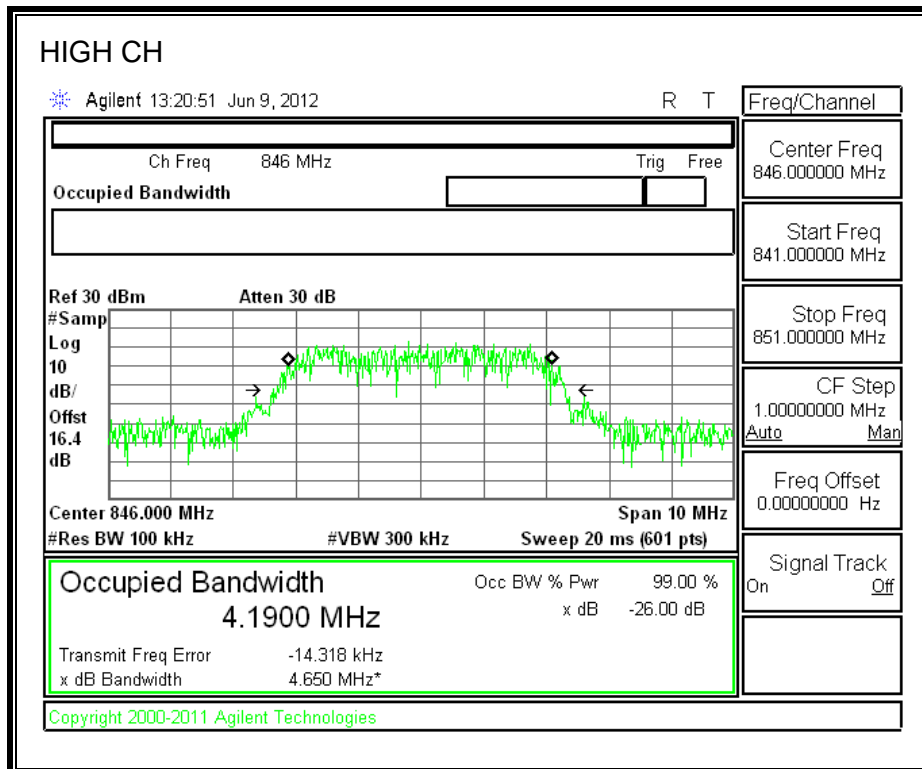 HIGH CH
Agilent 13:20:51 Jun 9, 2012 R T
Freq/Channel
Ch Freq 846 MHz Trig Free
Occupied Bandwidth
Center Freq
846.000000 MHz
Start Freq
841.000000 MHz
Stop Freq
851.000000 MHz
CF Step
1.00000000 MHz
Auto Man
Freq Offset
0.00000000 Hz
Signal Track
On Off
Ref 30 dBm Atten 30 dB
#Samp
Log
10
dB/
Offst
16.4
dB
Center 846.000 MHz Span 10 MHz
#Res BW 100 kHz #VBW 300 kHz Sweep 20 ms (601 pts)
Occupied Bandwidth Occ BW % Pwr 99.00 %
4.1900 MHz x dB -26.00 dB
Transmit Freq Error -14.318 kHz
x dB Bandwidth 4.650 MHz*
Copyright 2000-2011 Agilent Technologies